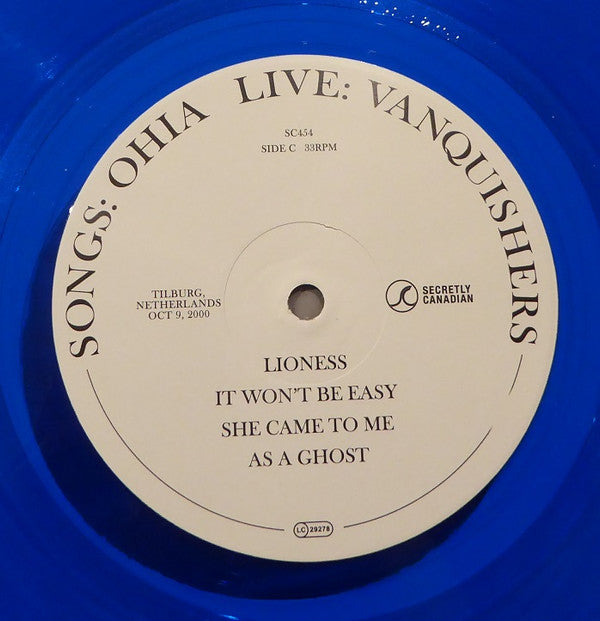 SONGS: OHIA LIVE: VANQUISHERS
SC454
SIDE C 33RPM
TILBURG,
NETHERLANDS
OCT 9, 2000
SECRETLY
CANADIAN
LIONESS
IT WON'T BE EASY
SHE CAME TO ME
AS A GHOST
LC 29278